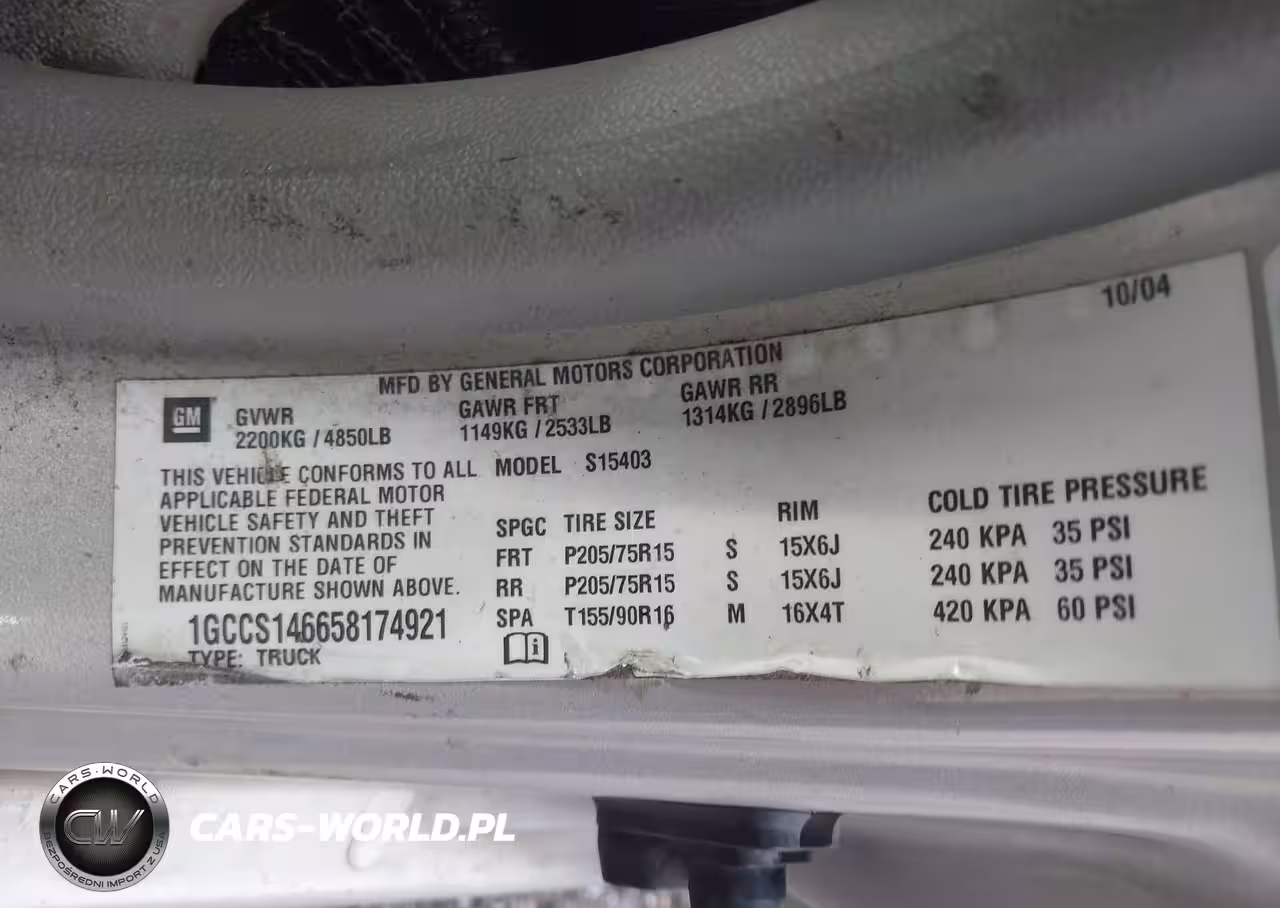 10/04
MFD BY GENERAL MOTORS CORPORATION
GM
GVWR GAWR FRT GAWR RR
2200KG / 4850LB 1149KG / 2533LB 1314KG / 2896LB
THIS VEHICLE CONFORMS TO ALL MODEL S15403
APPLICABLE FEDERAL MOTOR
VEHICLE SAFETY AND THEFT
PREVENTION STANDARDS IN
EFFECT ON THE DATE OF
MANUFACTURE SHOWN ABOVE.
SPGC TIRE SIZE RIM COLD TIRE PRESSURE
FRT P205/75R15 S 15X6J 240 KPA 35 PSI
RR P205/75R15 S 15X6J 240 KPA 35 PSI
SPA T155/90R16 M 16X4T 420 KPA 60 PSI
1GCCS146658174921
TYPE: TRUCK
i
CARS-WORLD
CW
BEZPOŚREDNI IMPORT Z USA
CARS-WORLD.PL